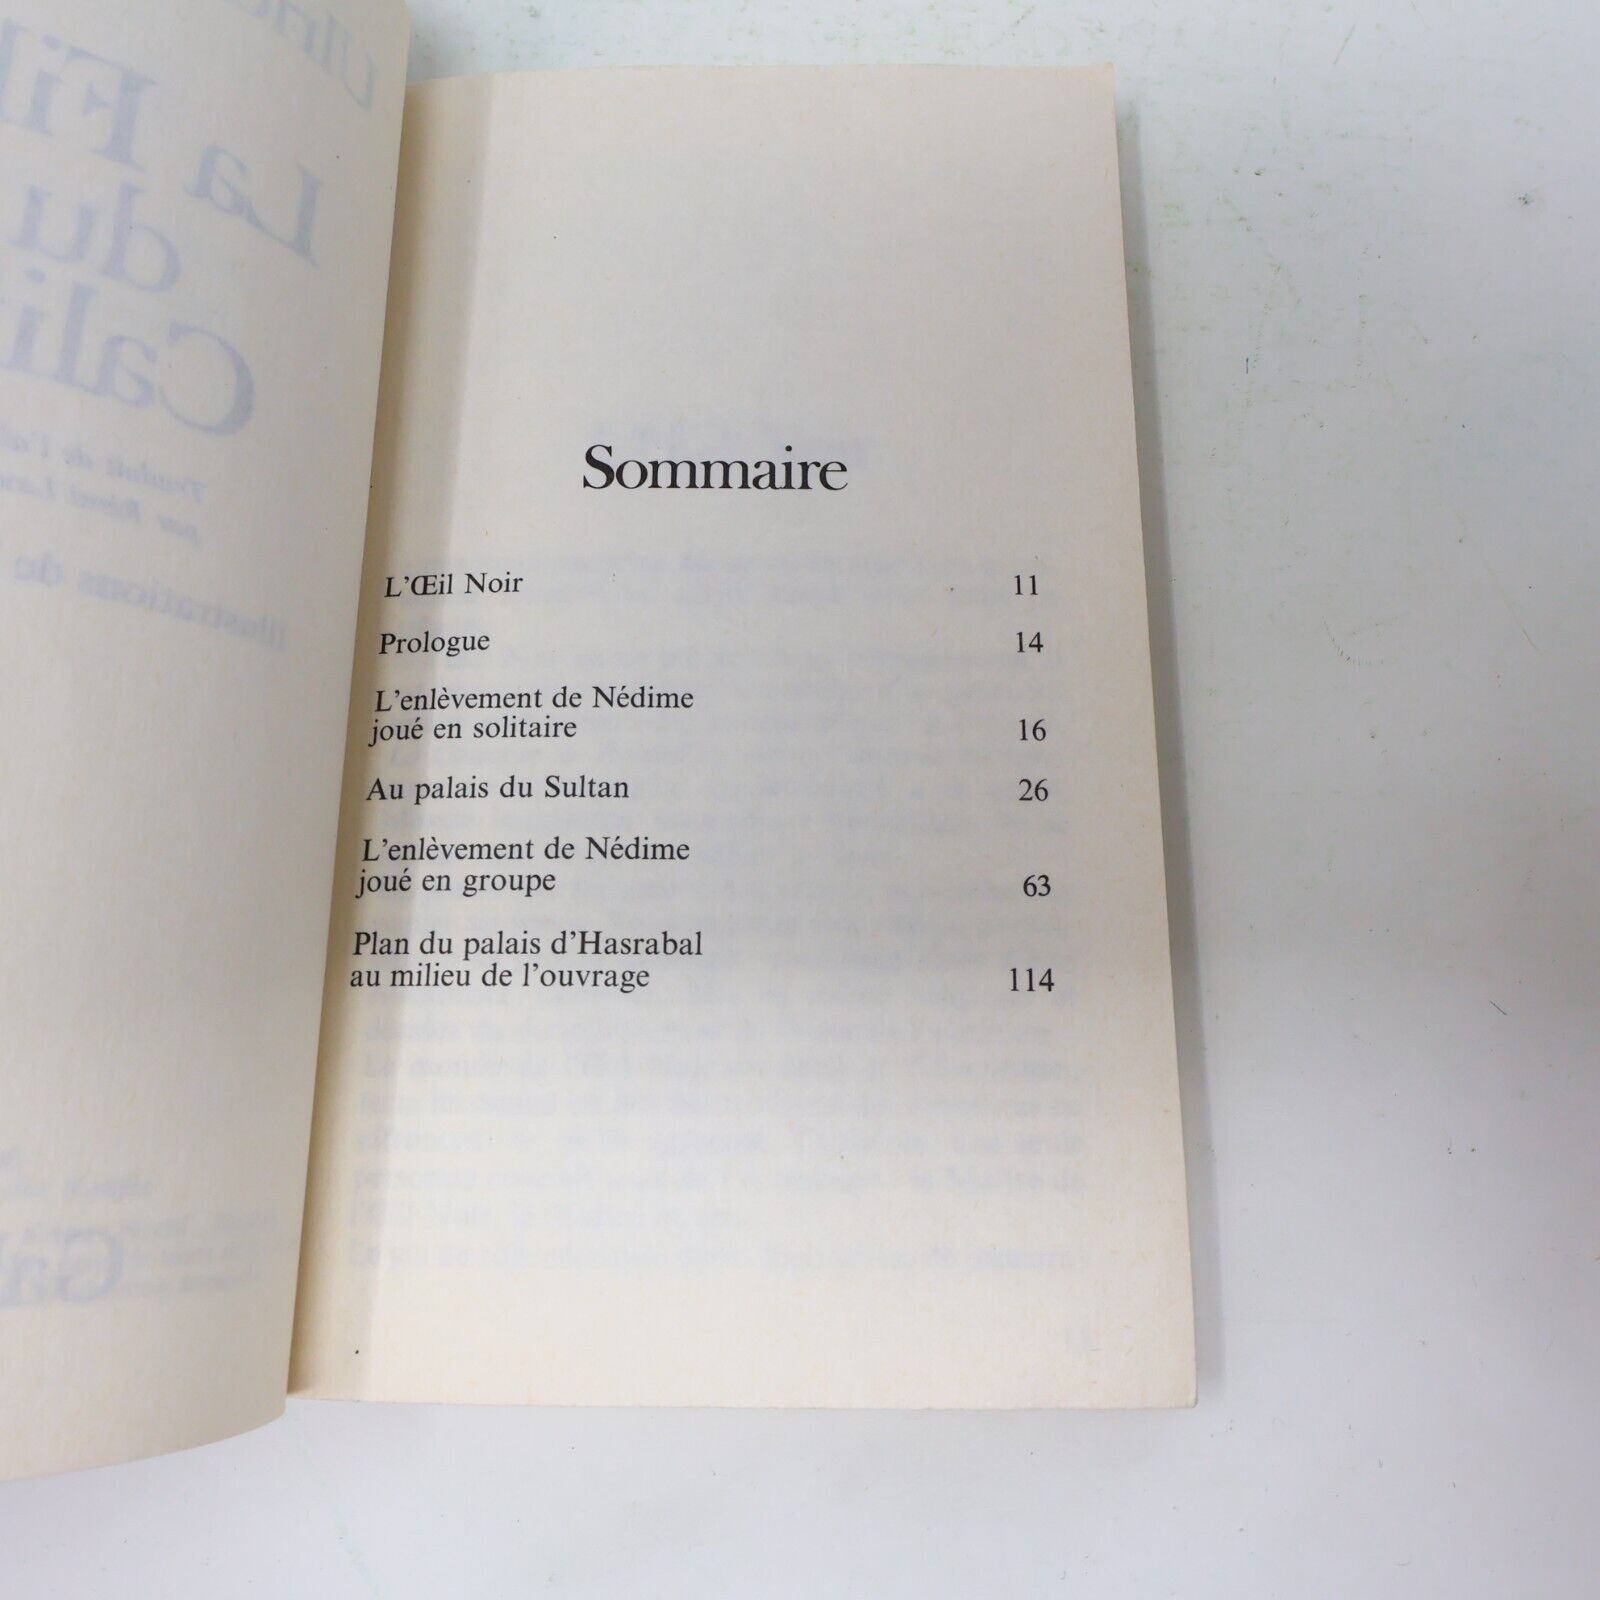 Sommaire
L'Œil Noir 11
Prologue 14
L'enlèvement de Nédime
joué en solitaire 16
Au palais du Sultan 26
L'enlèvement de Nédime
joué en groupe 63
Plan du palais d'Hasrabal
au milieu de l'ouvrage 114